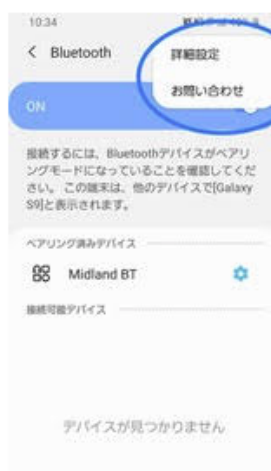 10:34
Bluetooth
詳細設定
お問い合わせ
ON
接続するには、Bluetoothデバイスがペアリ
ングモードになっていることを確認してくだ
さい。この端末は、他のデバイスで[Galaxy
S9]と表示されます。
ペアリング済みデバイス
Midland BT
接続可能デバイス
デバイスが見つかりません